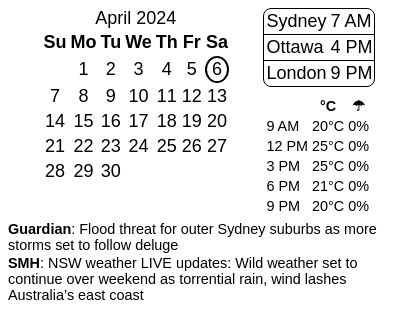 April 2024
Su Mo Tu We Th Fr Sa
1 2 3 4 5 6
7 8 9 10 11 12 13
14 15 16 17 18 19 20
21 22 23 24 25 26 27
28 29 30
Sydney 7 AM
Ottawa 4 PM
London 9 PM
°C ☂
9 AM 20°C 0%
12 PM 25°C 0%
3 PM 25°C 0%
6 PM 21°C 0%
9 PM 20°C 0%
Guardian: Flood threat for outer Sydney suburbs as more
storms set to follow deluge
SMH: NSW weather LIVE updates: Wild weather set to
continue over weekend as torrential rain, wind lashes
Australia's east coast